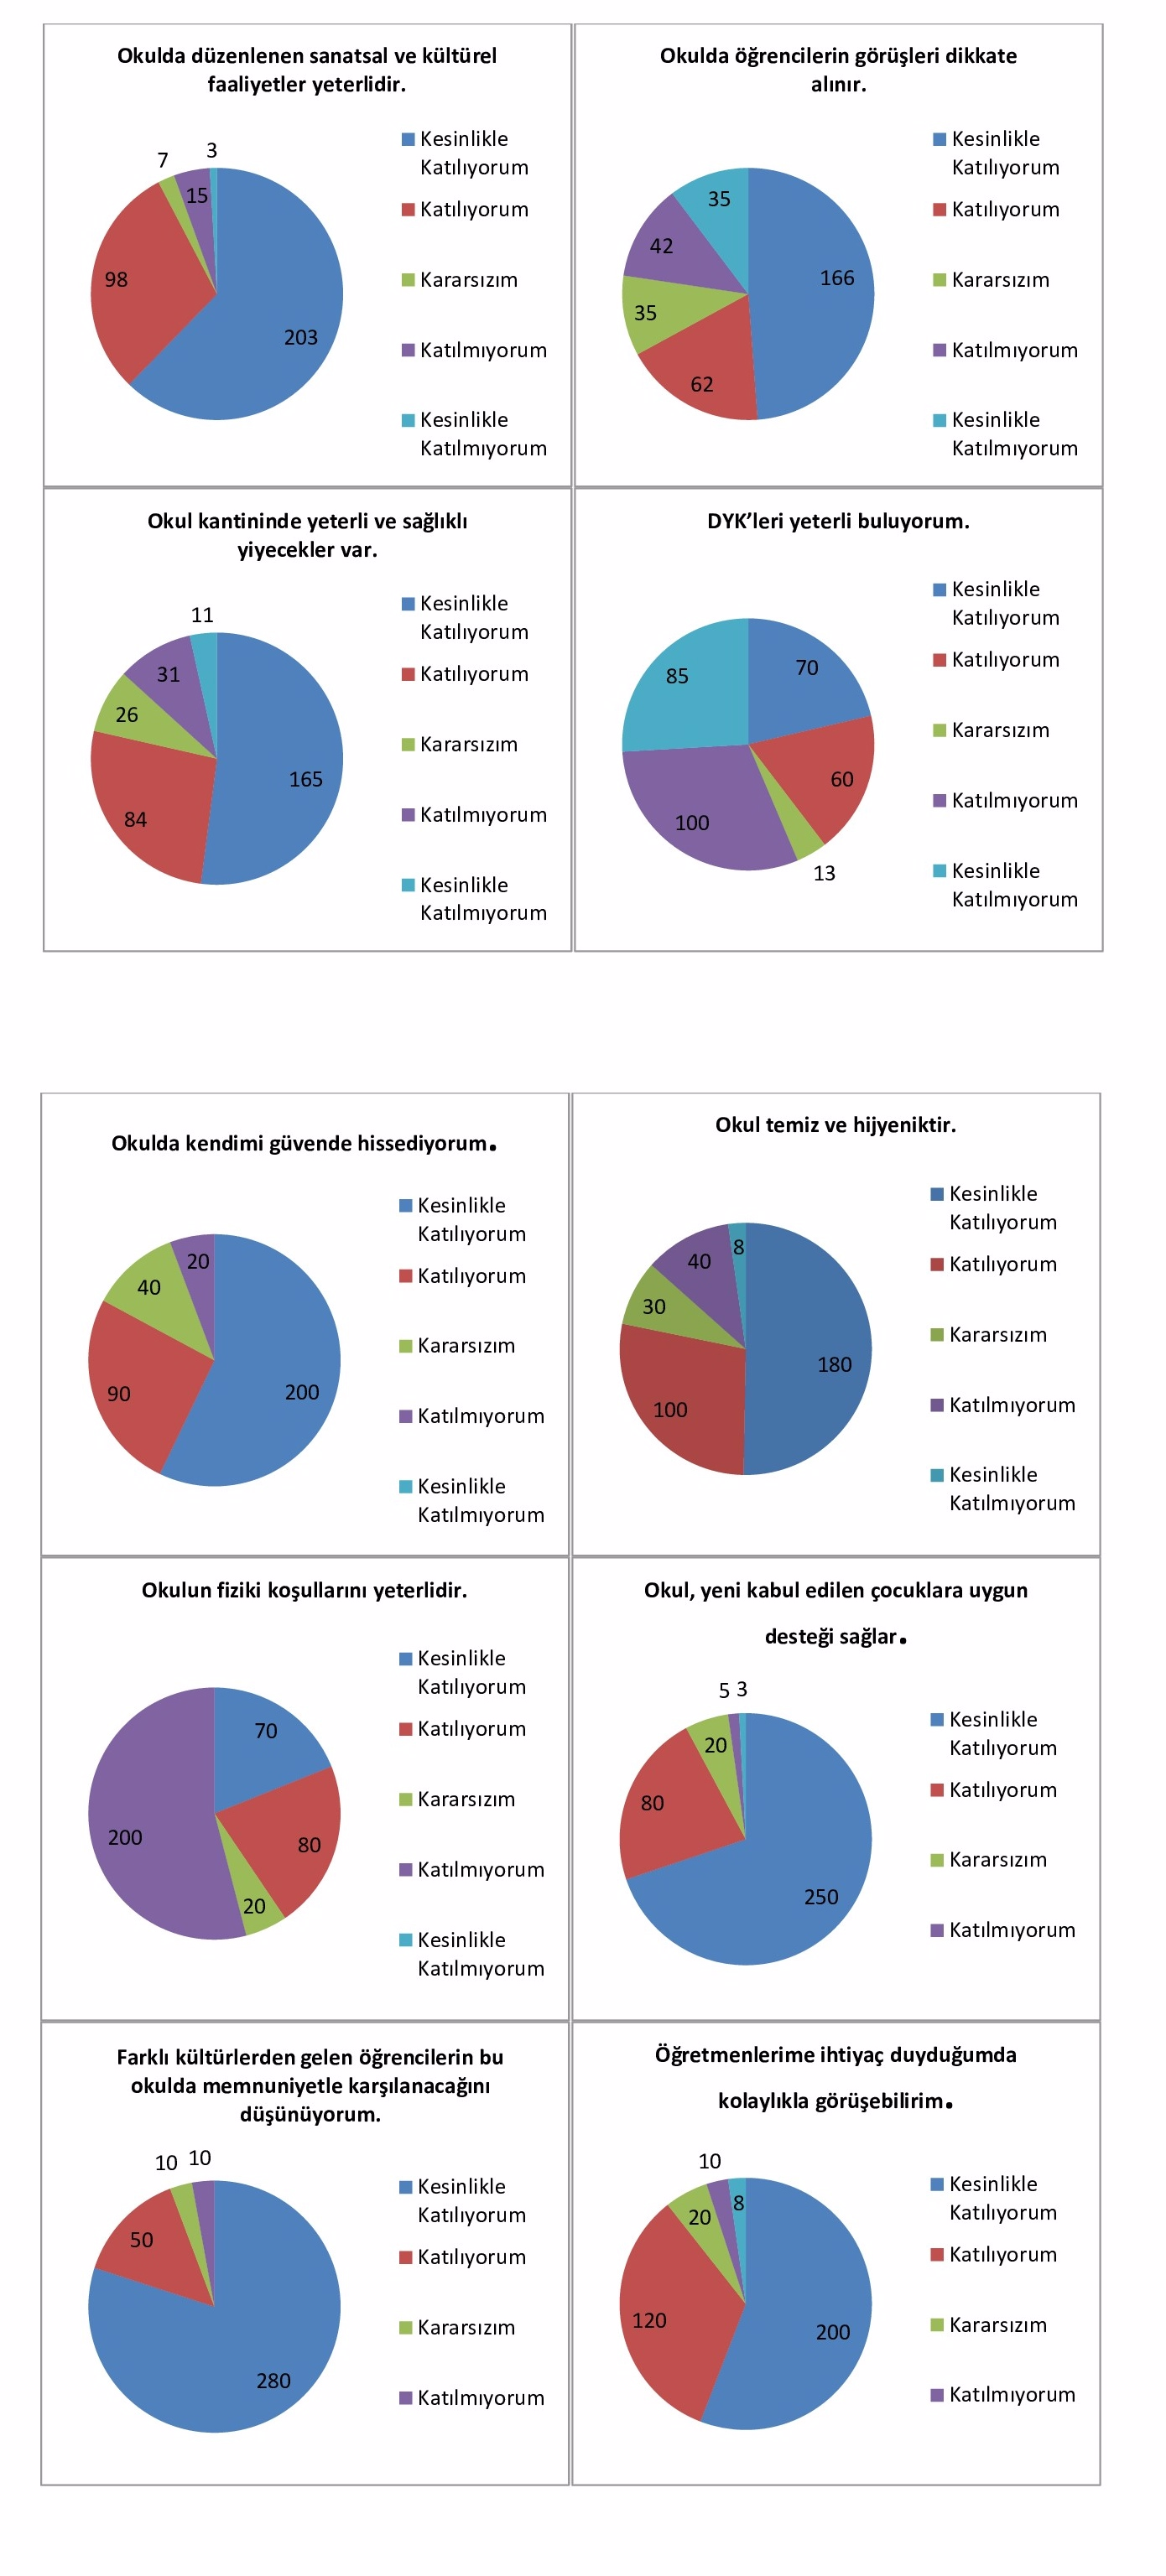 Okulda düzenlenen sanatsal ve kültürel
faaliyetler yeterlidir.
7
3
15
98
203
Kesinlikle
Katılıyorum
Katılıyorum
Kararsızım
Katılmıyorum
Kesinlikle
Katılmıyorum
Okulda öğrencilerin görüşleri dikkate
alınır.
35
42
166
35
62
Kesinlikle
Katılıyorum
Katılıyorum
Kararsızım
Katılmıyorum
Kesinlikle
Katılmıyorum
Okul kantininde yeterli ve sağlıklı
yiyecekler var.
11
31
26
165
84
Kesinlikle
Katılıyorum
Katılıyorum
Kararsızım
Katılmıyorum
Kesinlikle
Katılmıyorum
DYK’leri yeterli buluyorum.
85
70
60
100
13
Kesinlikle
Katılıyorum
Katılıyorum
Kararsızım
Katılmıyorum
Kesinlikle
Katılmıyorum
Okulda kendimi güvende hissediyorum.
20
40
90
200
Kesinlikle
Katılıyorum
Katılıyorum
Kararsızım
Katılmıyorum
Kesinlikle
Katılmıyorum
Okul temiz ve hijyeniktir.
8
40
30
180
100
Kesinlikle
Katılıyorum
Katılıyorum
Kararsızım
Katılmıyorum
Kesinlikle
Katılmıyorum
Okulun fiziki koşullarını yeterlidir.
70
200
80
20
Kesinlikle
Katılıyorum
Katılıyorum
Kararsızım
Katılmıyorum
Kesinlikle
Katılmıyorum
Okul, yeni kabul edilen çocuklara uygun
desteği sağlar.
5 3
20
80
250
Kesinlikle
Katılıyorum
Katılıyorum
Kararsızım
Katılmıyorum
Farklı kültürlerden gelen öğrencilerin bu
okulda memnuniyetle karşılanacağını
düşünüyorum.
10 10
50
280
Kesinlikle
Katılıyorum
Katılıyorum
Kararsızım
Katılmıyorum
Öğretmenlerime ihtiyaç duyduğumda
kolaylıkla görüşebilirim.
10
8
20
120
200
Kesinlikle
Katılıyorum
Katılıyorum
Kararsızım
Katılmıyorum